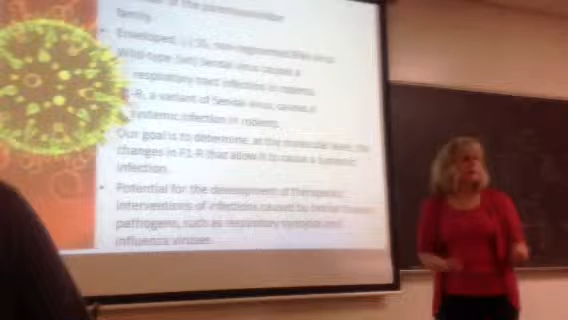 of the paramyxoviridae
family
• Enveloped, (-) SS, non-segmented RNA virus
Wild-type (wt) Sendai virus causes a
respiratory tract infection in rodents.
-R, a variant of Sendai virus, causes a
systemic infection in rodents.
Our goal is to determine, at the molecular level, the
changes in F1-R that allow it to cause a systemic
infection.
• Potential for the development of therapeutic
interventions of infections caused by
pathogens, such as respiratory syncytial and
influenza viruses.